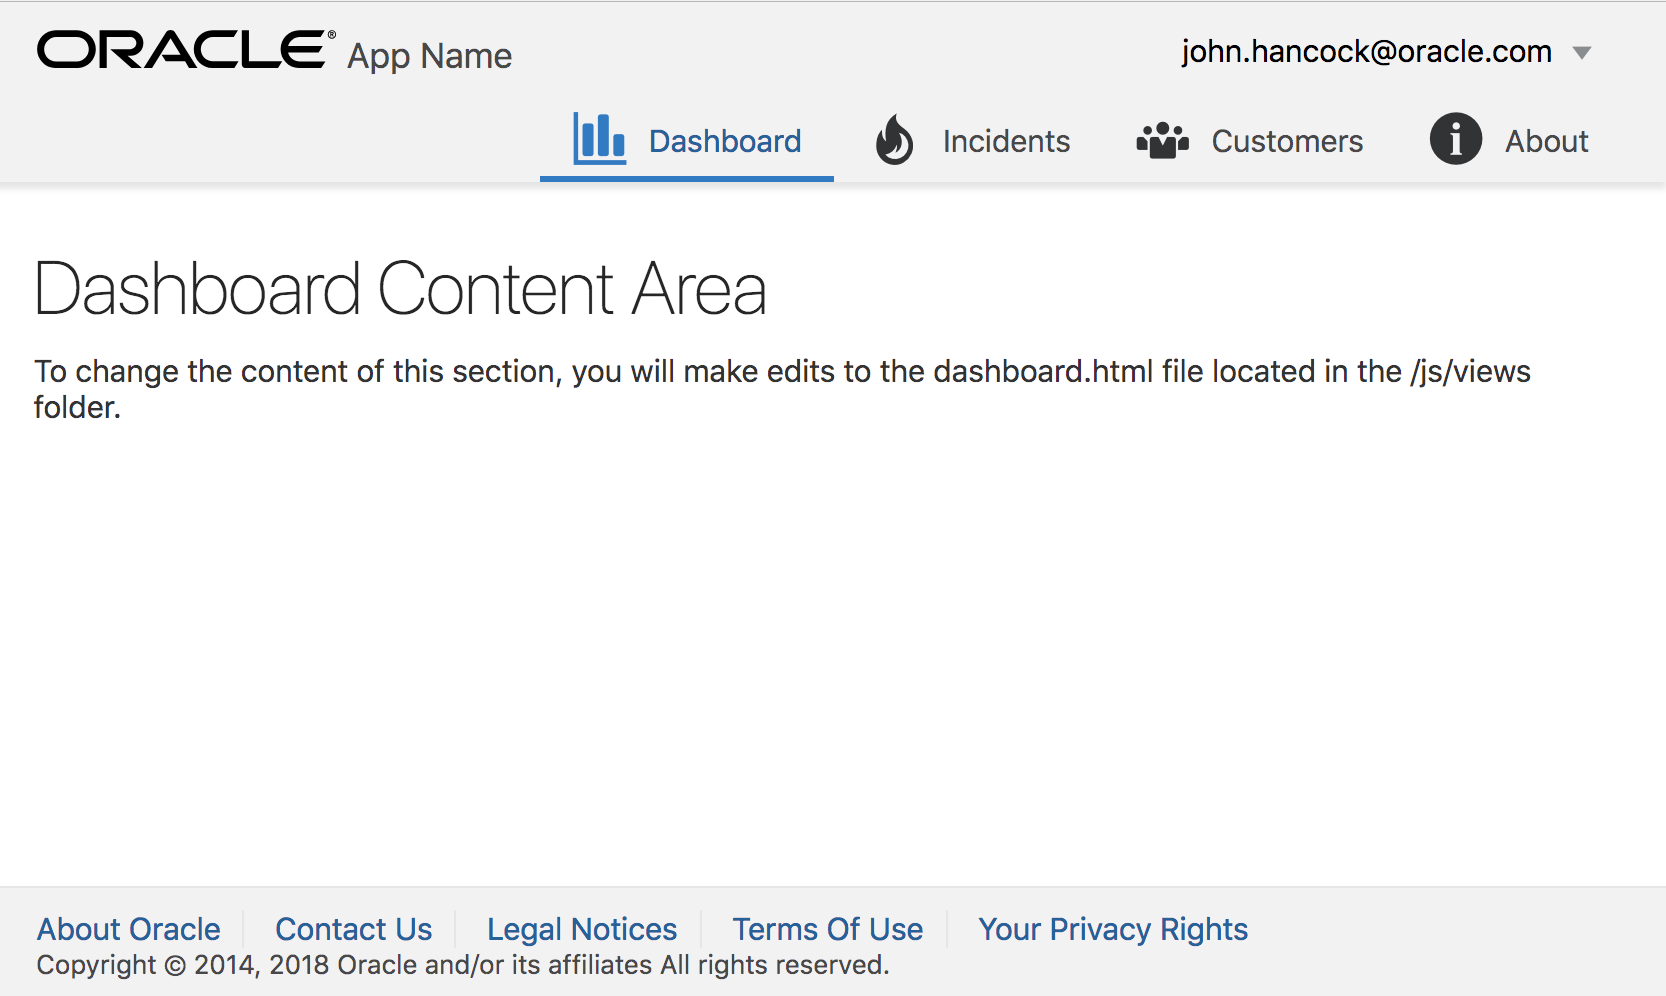 ORACLE® App Name
john.hancock@oracle.com
Dashboard Incidents Customers About
Dashboard Content Area
To change the content of this section, you will make edits to the dashboard.html file located in the /js/views
folder.
About Oracle Contact Us Legal Notices Terms Of Use Your Privacy Rights
Copyright © 2014, 2018 Oracle and/or its affiliates All rights reserved.